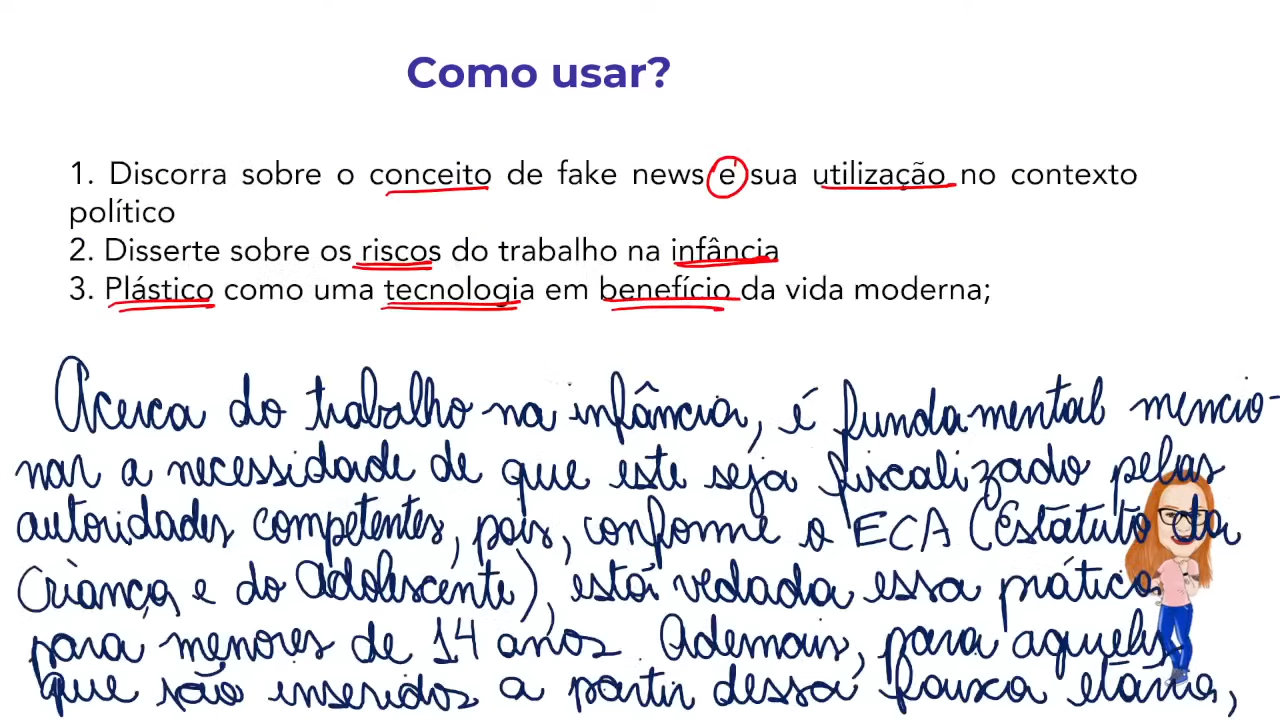 Como usar?
1. Discorra sobre o conceito de fake news e sua utilização no contexto
político
2. Disserte sobre os riscos do trabalho na infância
3. Plástico como uma tecnologia em benefício da vida moderna;
Acerca do trabalho na infância, é fundamental mencio-
nar a necessidade de que este seja fiscalizado pelas
autoridades competentes, pois, conforme o ECA (Estatuto da
Criança e do Adolescente), está vedada essa prática
para menores de 14 anos. Ademais, para aqueles
que são inseridos a partir dessa faixa etária,